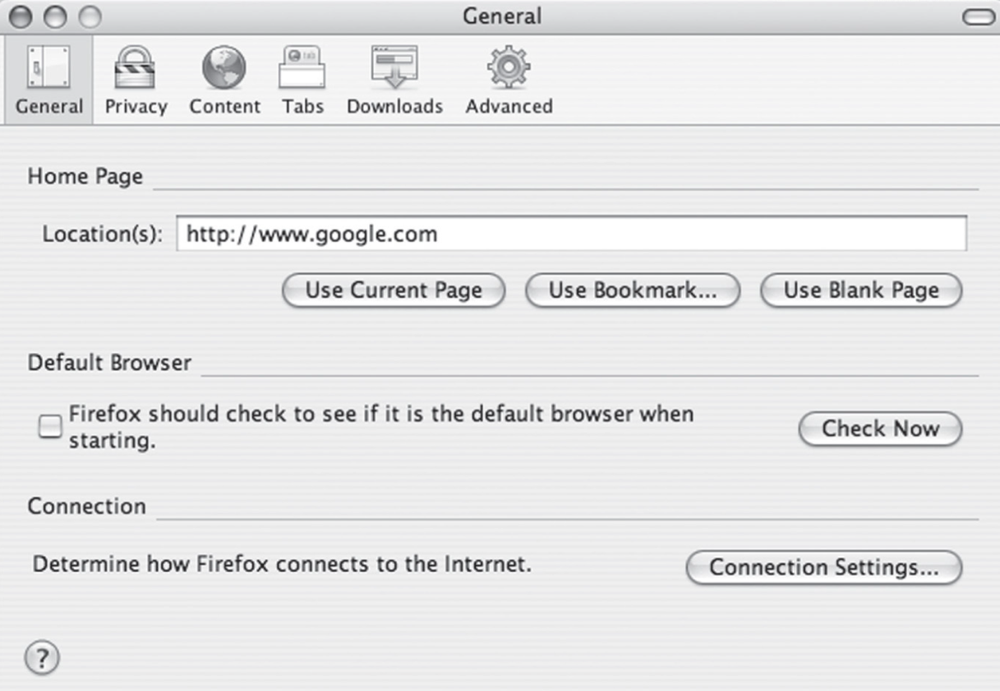 General
General Privacy Content Tabs Downloads Advanced
Home Page
Location(s): http://www.google.com
Use Current Page Use Bookmark... Use Blank Page
Default Browser
Firefox should check to see if it is the default browser when
starting.
Check Now
Connection
Determine how Firefox connects to the Internet. Connection Settings...
?